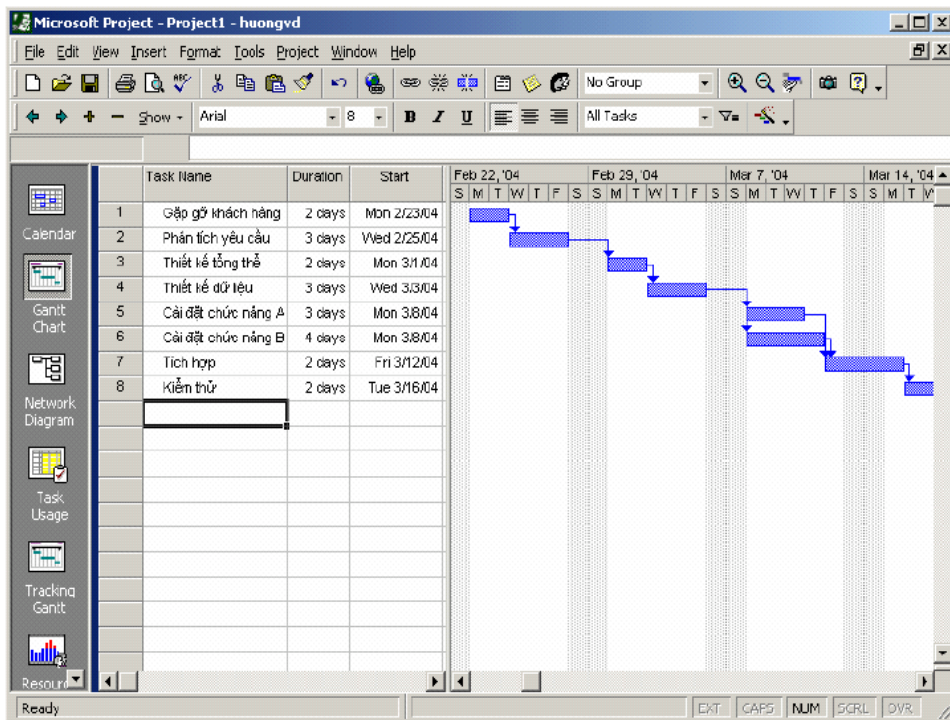 Microsoft Project - Project1 - huongvd
File Edit View Insert Format Tools Project Window Help
No Group
Show Arial 8 B I U All Tasks
Task Name Duration Start Feb 22, '04 Feb 29, '04 Mar 7, '04 Mar 14, '04
S M T W T F S S M T W T F S S M T W T F S S M T W
1 Gặp gỡ khách hàng 2 days Mon 2/23/04
2 Phân tích yêu cầu 3 days Wed 2/25/04
3 Thiết kế tổng thể 2 days Mon 3/1/04
4 Thiết kế dữ liệu 3 days Wed 3/3/04
5 Cài đặt chức năng A 3 days Mon 3/8/04
6 Cài đặt chức năng B 4 days Mon 3/8/04
7 Tích hợp 2 days Fri 3/12/04
8 Kiểm thử 2 days Tue 3/16/04
Calendar
Gantt
Chart
Network
Diagram
Task
Usage
Tracking
Gantt
Resourc
Ready EXT CAPS NUM SCRL OVR